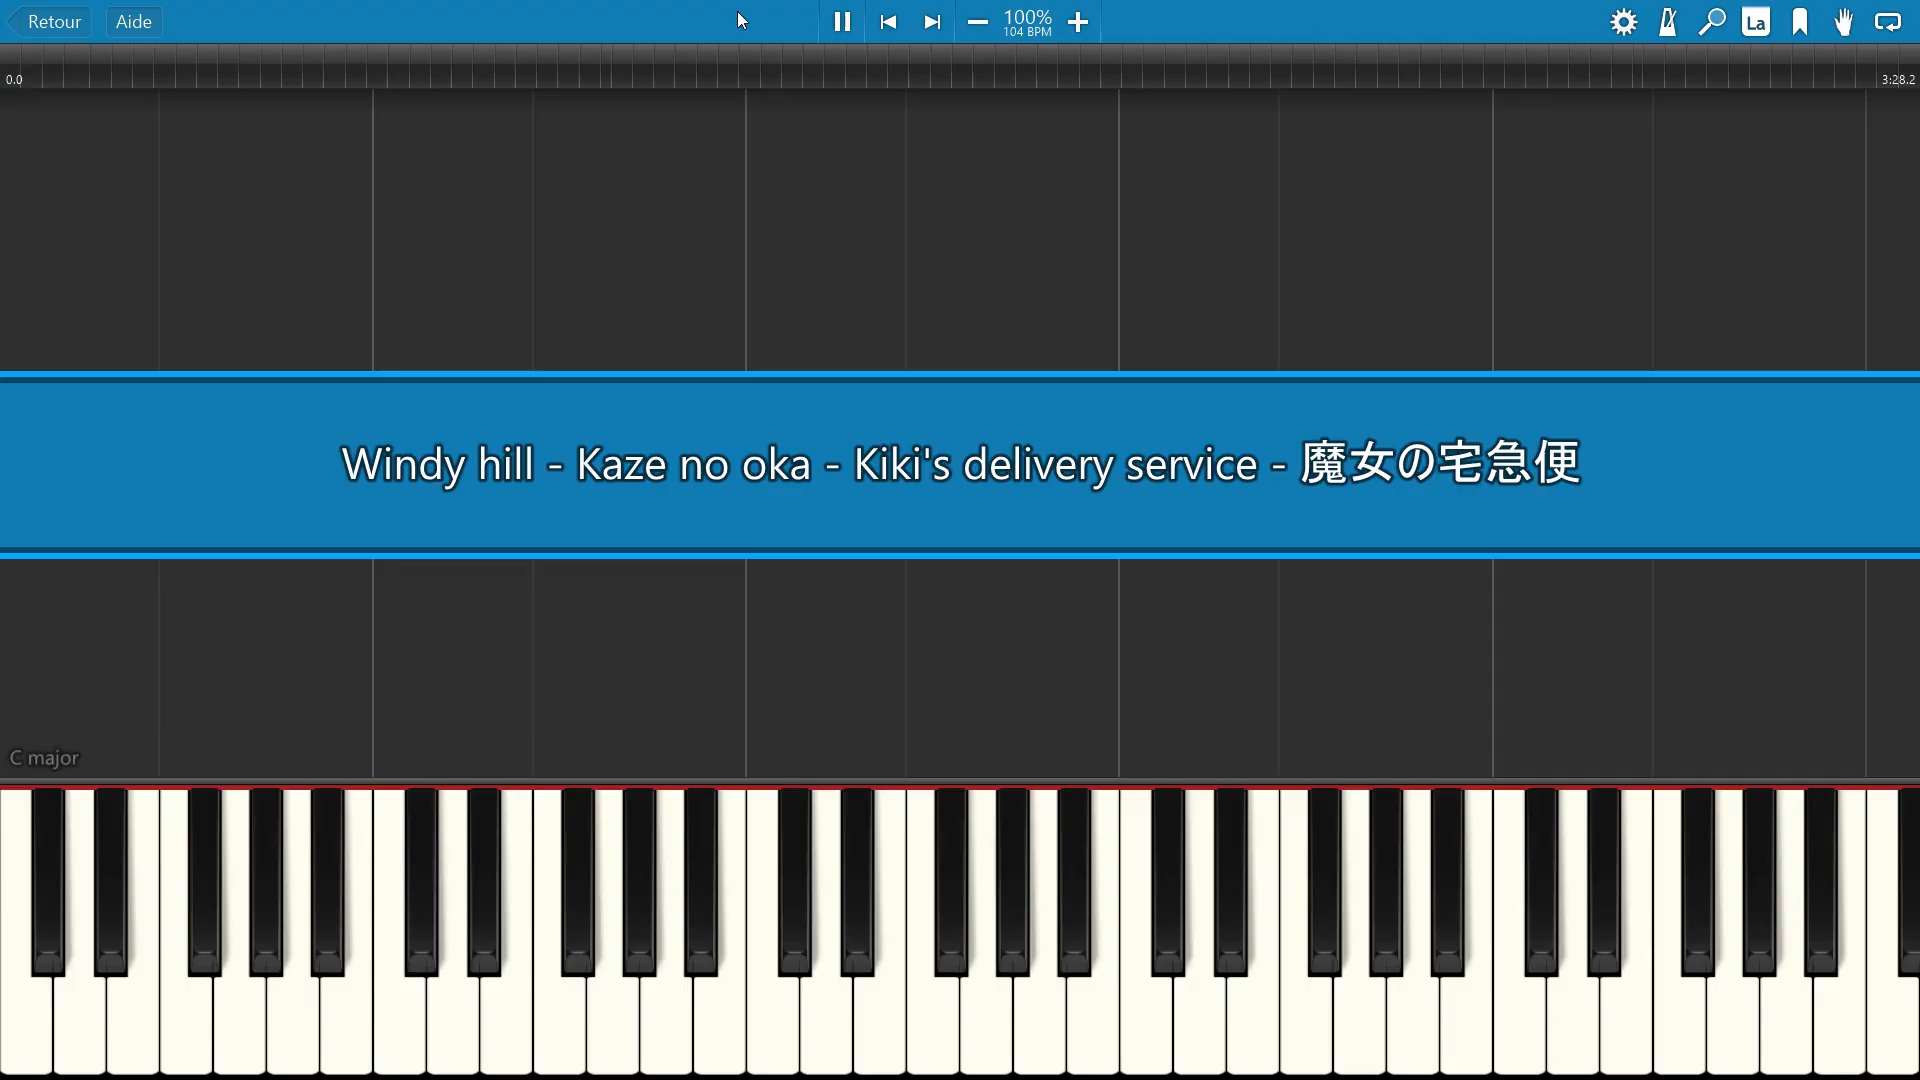 Retour
Aide
100%
104 BPM
La
0.0
3:28.2
Windy hill - Kaze no oka - Kiki's delivery service - 魔女の宅急便
C major